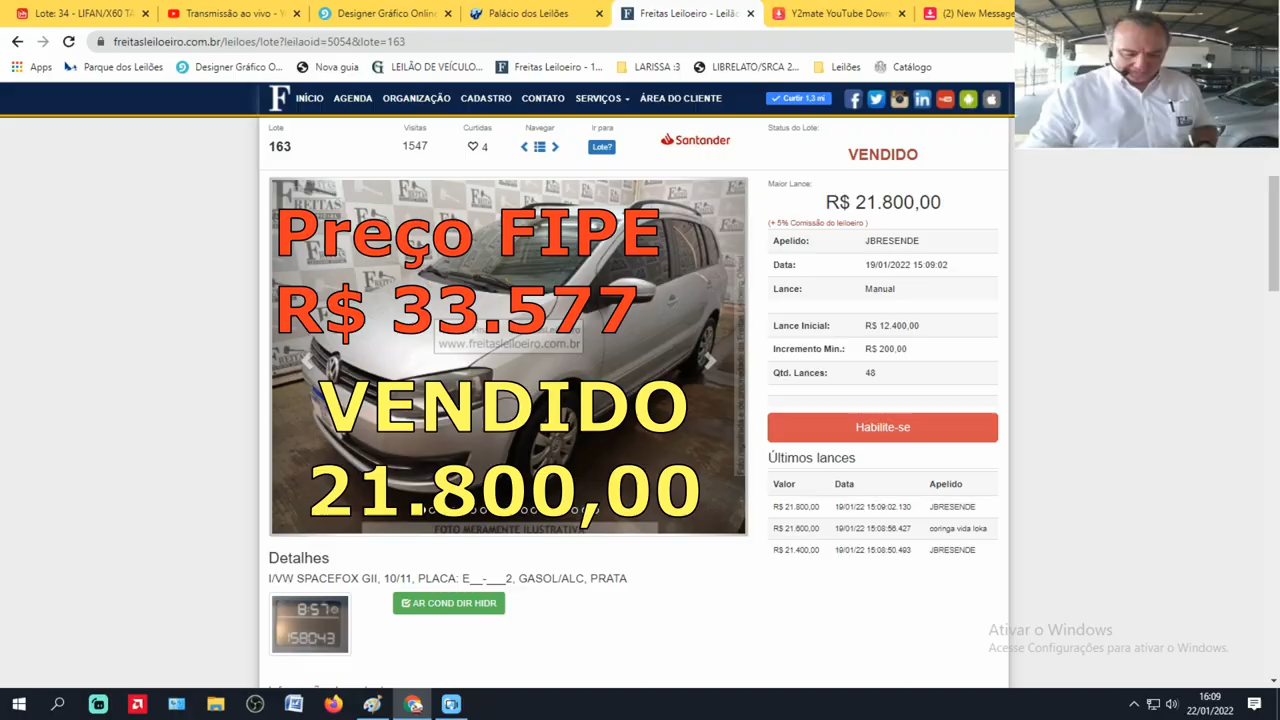 Lote: 34 - LIFAN/X60 TA
Transmissão ao vivo - Y
Designer Gráfico Online
Palácio dos Leilões
Freitas Leiloeiro - Leilão
Y2mate YouTube Down
(2) New Message
freitasleiloeiro.com.br/leiloes/lote?leilaoid=5054&lote=163
Apps
Parque dos Leilões
Designer Gráfico O...
Nova guia
LEILÃO DE VEÍCULO...
Freitas Leiloeiro - 1...
LARISSA :3
LIBRELATO/SRCA 2...
Leilões
Catálogo
INÍCIO
AGENDA
ORGANIZAÇÃO
CADASTRO
CONTATO
SERVIÇOS
ÁREA DO CLIENTE
Curtir 1,3 mi
Lote
163
Visitas
1547
Curtidas
4
Navegar
Ir para
Lote?
Santander
Status do Lote:
VENDIDO
Maior Lance:
R$ 21.800,00
(+ 5% Comissão do leiloeiro )
Apelido: JBRESENDE
Data: 19/01/2022 15:09:02
Lance: Manual
Lance Inicial: R$ 12.400,00
Incremento Min.: R$ 200,00
Qtd. Lances: 48
Habilite-se
Últimos lances
Valor Data Apelido
R$ 21.800,00 19/01/22 15:09:02.130 JBRESENDE
R$ 21.600,00 19/01/22 15:08:56.427 coringa vida loka
R$ 21.400,00 19/01/22 15:08:50.493 JBRESENDE
Preço FIPE
R$ 33.577
www.freitasleiloeiro.com.br
VENDIDO
21.800,00
FOTO MERAMENTE ILUSTRATIVA
Detalhes
I/VW SPACEFOX GII, 10/11, PLACA: E__-___2, GASOL/ALC, PRATA
8:57
158043
AR COND DIR HIDR
Ativar o Windows
Acesse Configurações para ativar o Windows.
16:09
22/01/2022